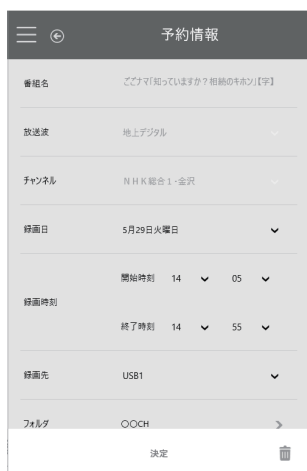 予約情報
番組名 ごごナマ「知っていますか？相続のキホン」【字】
放送波 地上デジタル
チャンネル ＮＨＫ総合１-金沢
録画日 5月29日火曜日
開始時刻 14 05
録画時刻
終了時刻 14 55
録画先 USB1
フォルダ 〇〇CH
決定